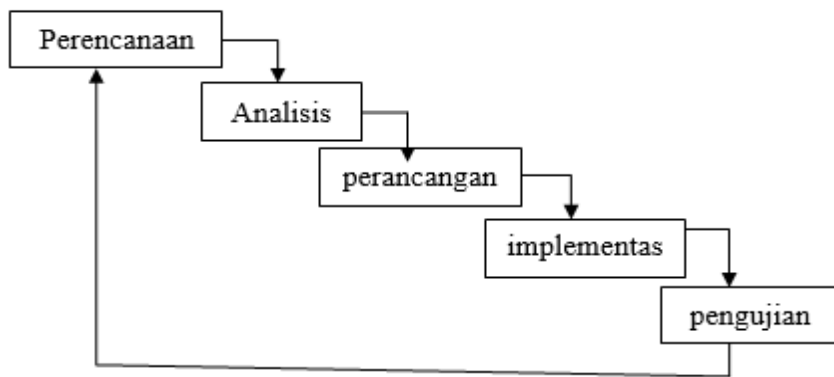 Perencanaan
Analisis
perancangan
implementas
pengujian